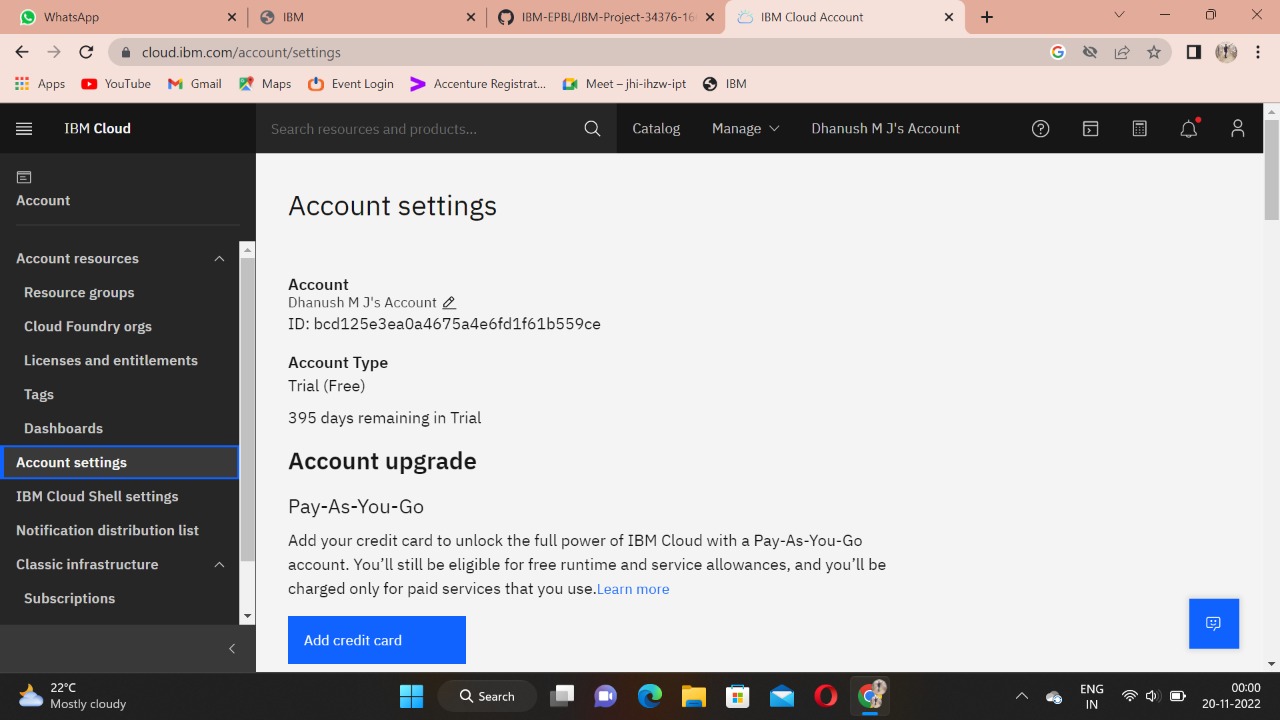 WhatsApp
IBM
IBM-EPBL/IBM-Project-34376-16
IBM Cloud Account
cloud.ibm.com/account/settings
Apps
YouTube
Gmail
Maps
Event Login
Accenture Registrat...
Meet – jhi-ihzw-ipt
IBM
IBM Cloud
Search resources and products...
Catalog
Manage
Dhanush M J's Account
Account
Account resources
Resource groups
Cloud Foundry orgs
Licenses and entitlements
Tags
Dashboards
Account settings
IBM Cloud Shell settings
Notification distribution list
Classic infrastructure
Subscriptions
Account settings
Account
Dhanush M J's Account
ID: bcd125e3ea0a4675a4e6fd1f61b559ce
Account Type
Trial (Free)
395 days remaining in Trial
Account upgrade
Pay-As-You-Go
Add your credit card to unlock the full power of IBM Cloud with a Pay-As-You-Go
account. You’ll still be eligible for free runtime and service allowances, and you’ll be
charged only for paid services that you use.Learn more
Add credit card
22°C
Mostly cloudy
Search
ENG
IN
00:00
20-11-2022